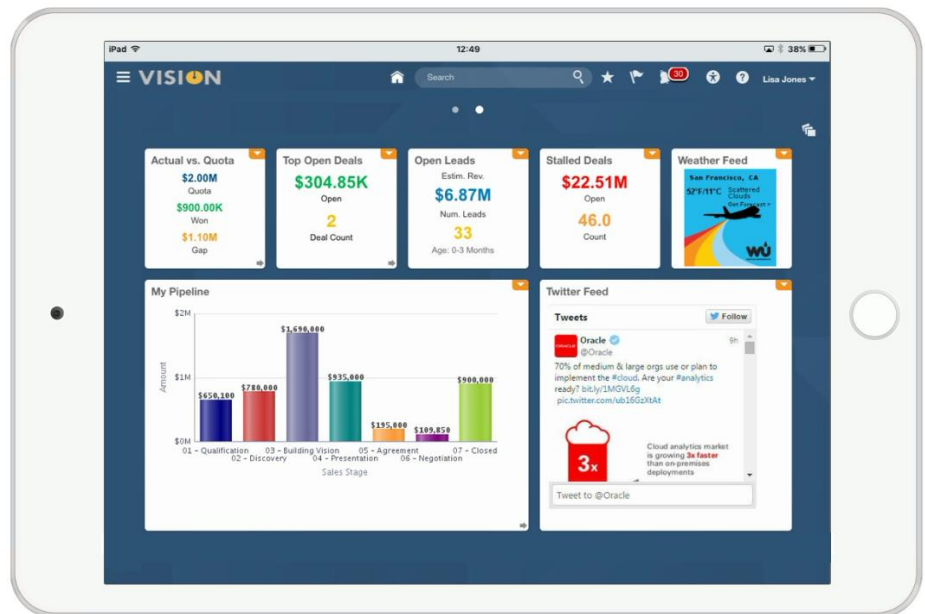 iPad 12:49 38%
VISION Search 30 Lisa Jones
Actual vs. Quota
$2.00M
Quota
$900.00K
Won
$1.10M
Gap
Top Open Deals
$304.85K
Open
2
Deal Count
Open Leads
Estim. Rev.
$6.87M
Num. Leads
33
Age: 0-3 Months
Stalled Deals
$22.51M
Open
46.0
Count
Weather Feed
San Francisco, CA
52°F/11°C Scattered
Clouds
Get Forecast >
WU
My Pipeline
$2M
$1M
$0M
Amount
$650,100
$780,000
$1,690,000
$935,000
$195,000
$109,850
$900,000
01 - Qualification 03 - Building Vision 05 - Agreement 07 - Closed
02 - Discovery 04 - Presentation 06 - Negotiation
Sales Stage
Twitter Feed
Tweets Follow
ORACLE
Oracle 9h
@Oracle
70% of medium & large orgs use or plan to
implement the #cloud. Are your #analytics
ready? bit.ly/1MGVL6g
pic.twitter.com/ub16GzXtAt
3x
Cloud analytics market
is growing 3x faster
than on-premises
deployments
Tweet to @Oracle